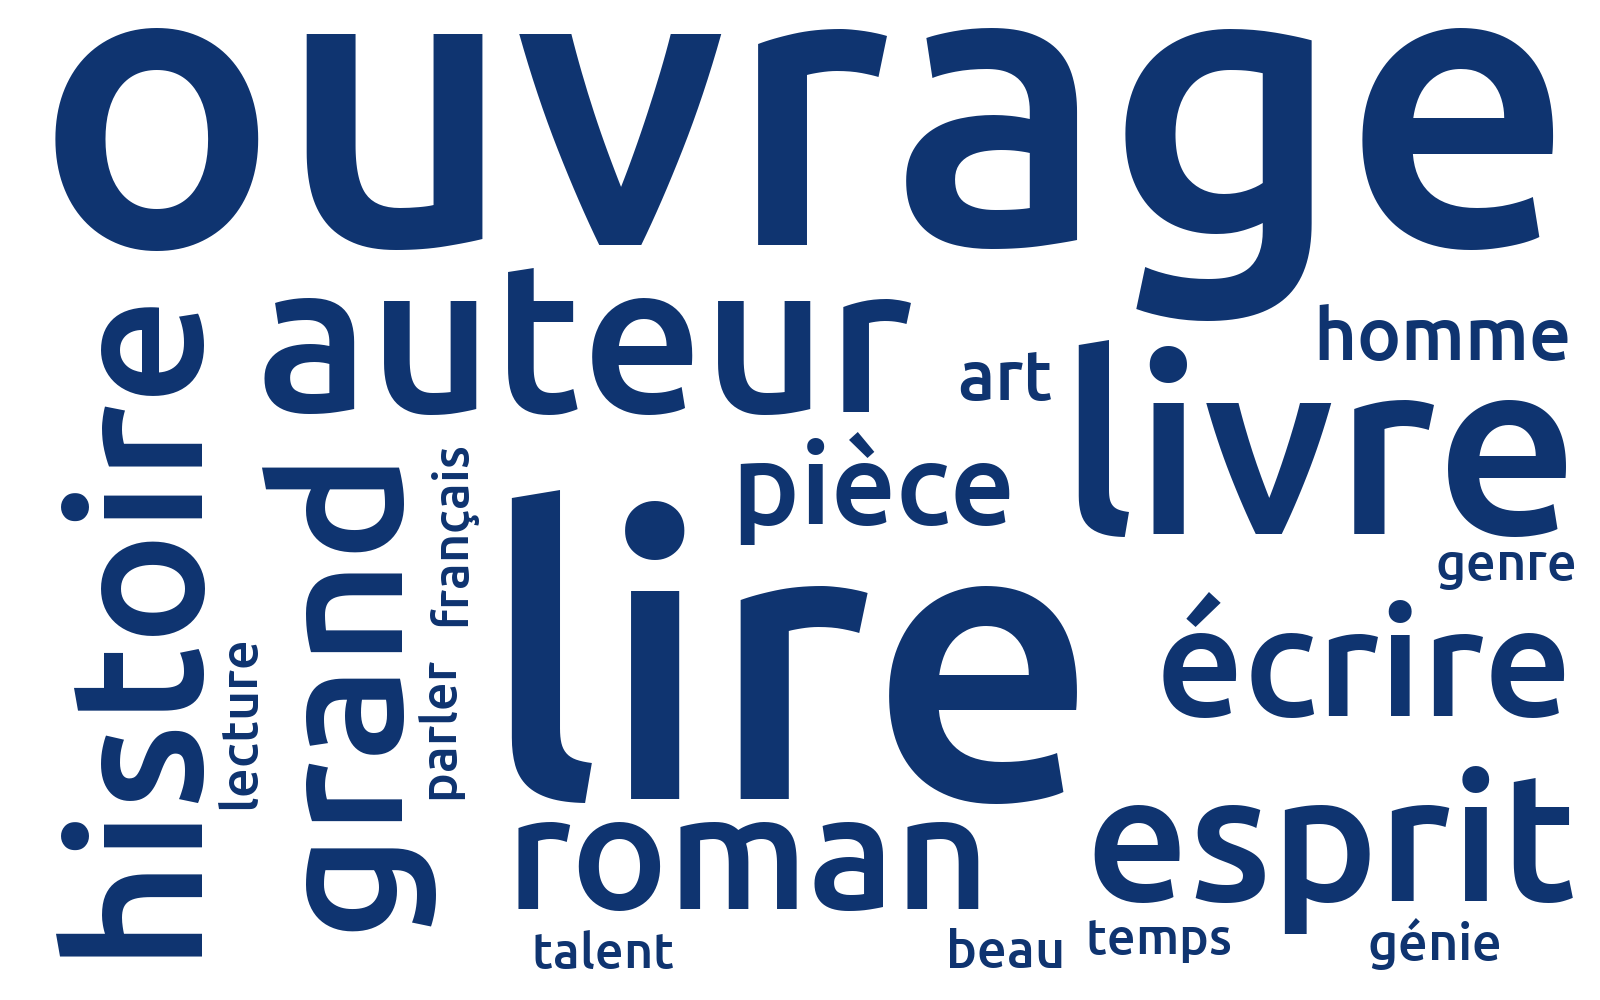 ouvrage
auteur
homme
art
livre
histoire
grand
français
pièce
lire
genre
écrire
lecture
parler
esprit
roman
talent
beau
temps
génie